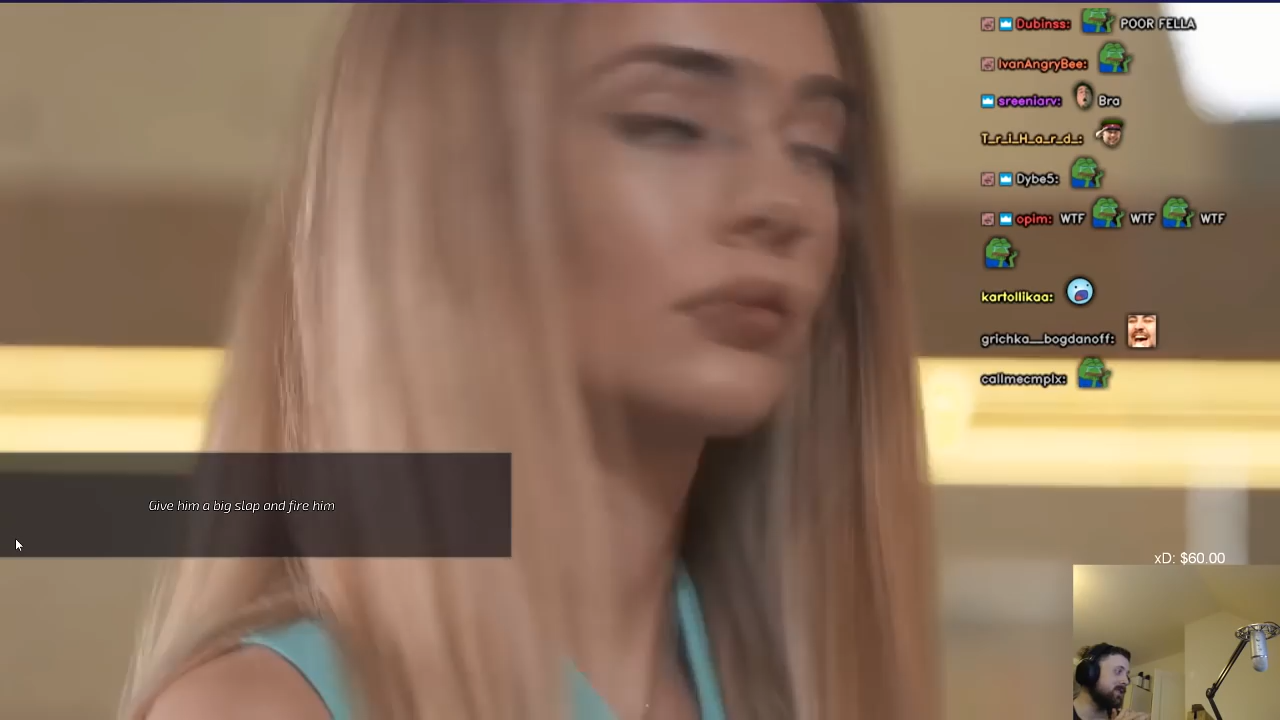 Dubinss: POOR FELLA
IvanAngryBee:
sreeniarv: Bra
T_r_i_H_a_r_d_:
Dybe5:
opim: WTF WTF WTF
kartollikaa:
grichka__bogdanoff:
callmecmplx:
Give him a big slap and fire him
xD: $60.00